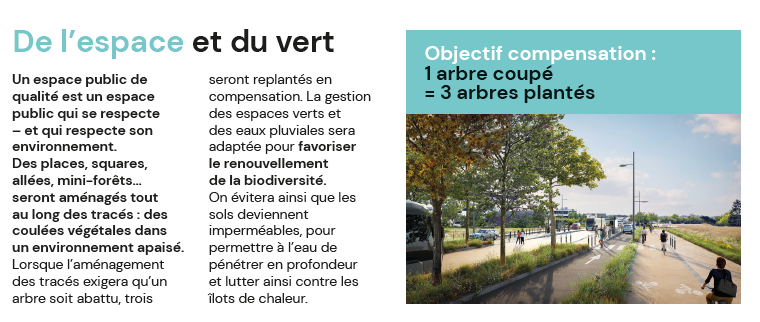 De l’espace et du vert
Un espace public de
qualité est un espace
public qui se respecte
– et qui respecte son
environnement.
Des places, squares,
allées, mini-forêts...
seront aménagés tout
au long des tracés : des
coulées végétales dans
un environnement apaisé.
Lorsque l’aménagement
des tracés exigera qu’un
arbre soit abattu, trois
seront replantés en
compensation. La gestion
des espaces verts et
des eaux pluviales sera
adaptée pour favoriser
le renouvellement
de la biodiversité.
On évitera ainsi que les
sols deviennent
imperméables, pour
permettre à l’eau de
pénétrer en profondeur
et lutter ainsi contre les
îlots de chaleur.
Objectif compensation :
1 arbre coupé
= 3 arbres plantés